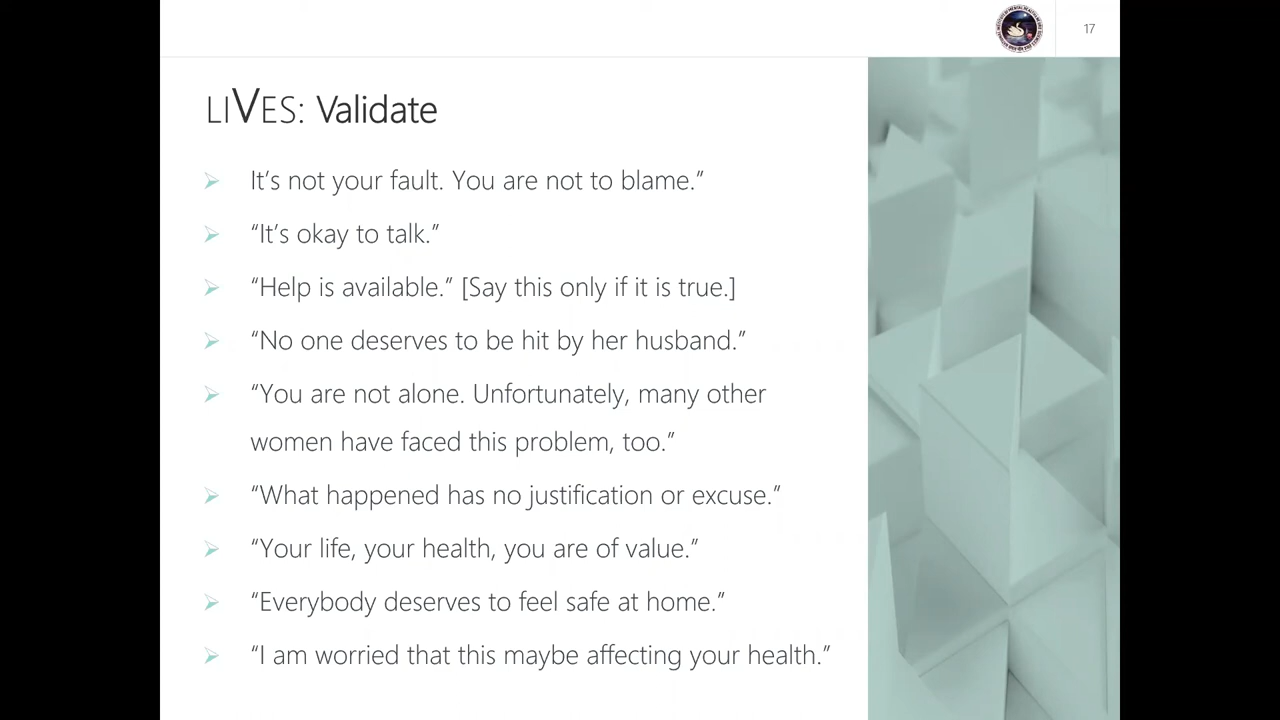 17
LIVES: Validate
It’s not your fault. You are not to blame.”
“It’s okay to talk.”
“Help is available.” [Say this only if it is true.]
“No one deserves to be hit by her husband.”
“You are not alone. Unfortunately, many other
women have faced this problem, too.”
“What happened has no justification or excuse.”
“Your life, your health, you are of value.”
“Everybody deserves to feel safe at home.”
“I am worried that this maybe affecting your health.”